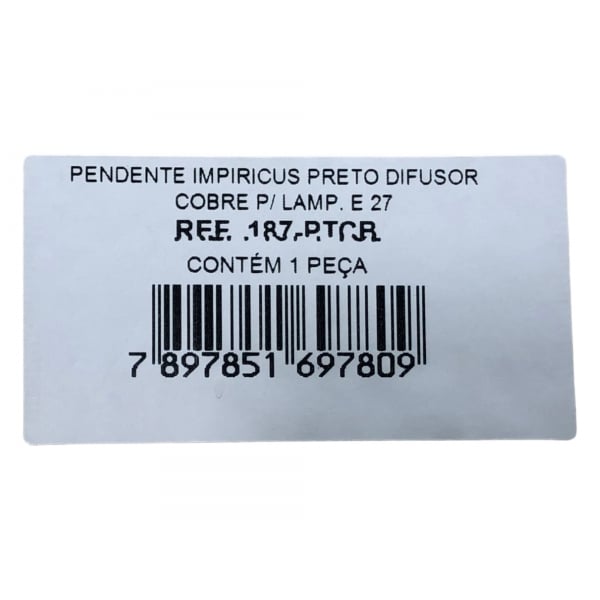 PENDENTE IMPIRICUS PRETO DIFUSOR
COBRE P/ LAMP. E 27
REF. .187-PTCR
CONTÉM 1 PEÇA
7 897851 697809